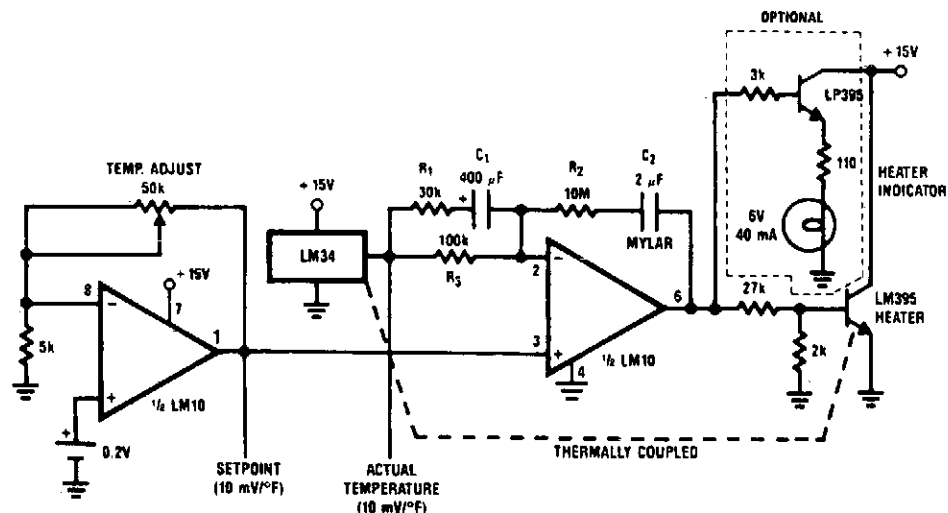 OPTIONAL
+ 15V
3k
LP395
110
HEATER
INDICATOR
6V
40 mA
TEMP. ADJUST
50k
+ 15V
R1
30k
C1
400 µF
+
R2
10M
C2
2 µF
MYLAR
LM34
100k
R3
2
−
6
27k
LM395
HEATER
+ 15V
8
−
7
1
5k
3
+
4
½ LM10
2k
+
½ LM10
+
0.2V
SETPOINT
(10 mV/°F)
ACTUAL
TEMPERATURE
(10 mV/°F)
THERMALLY COUPLED